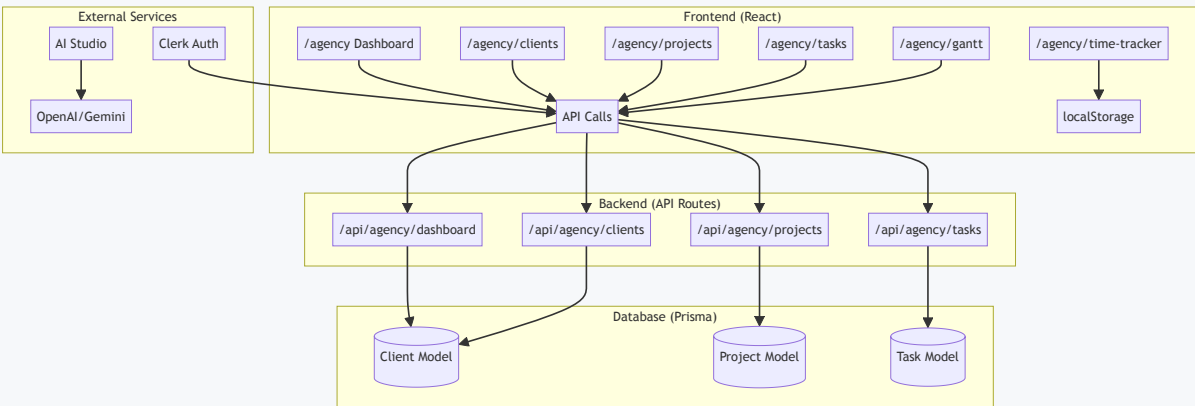 External Services
AI Studio
Clerk Auth
OpenAI/Gemini
Frontend (React)
/agency Dashboard
/agency/clients
/agency/projects
/agency/tasks
/agency/gantt
/agency/time-tracker
API Calls
localStorage
Backend (API Routes)
/api/agency/dashboard
/api/agency/clients
/api/agency/projects
/api/agency/tasks
Database (Prisma)
Client Model
Project Model
Task Model